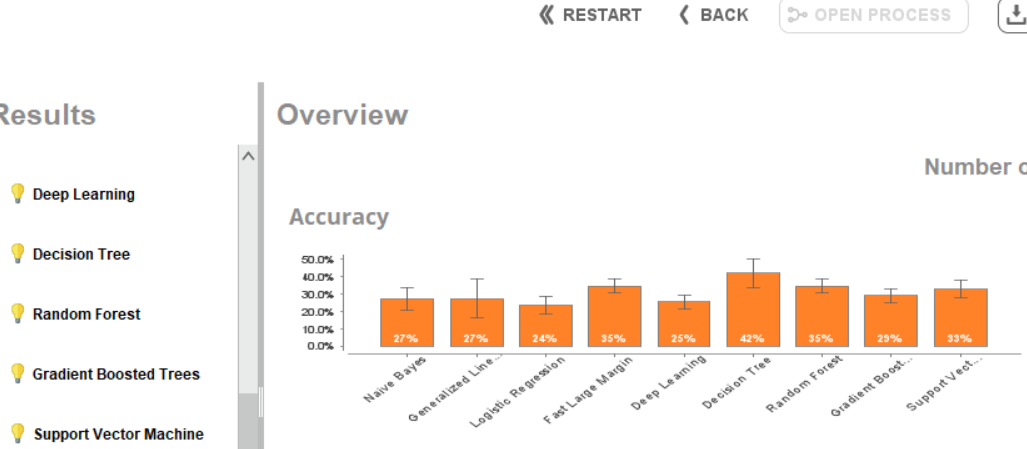 RESTART
BACK
OPEN PROCESS
Results
Overview
Number o
Deep Learning
Decision Tree
Random Forest
Gradient Boosted Trees
Support Vector Machine
Accuracy
50.0%
40.0%
30.0%
20.0%
10.0%
0.0%
27%
27%
24%
35%
25%
42%
35%
29%
33%
Naive Bayes
Generalized Line...
Logistic Regression
Fast Large Margin
Deep Learning
Decision Tree
Random Forest
Gradient Boost...
Support Vect...